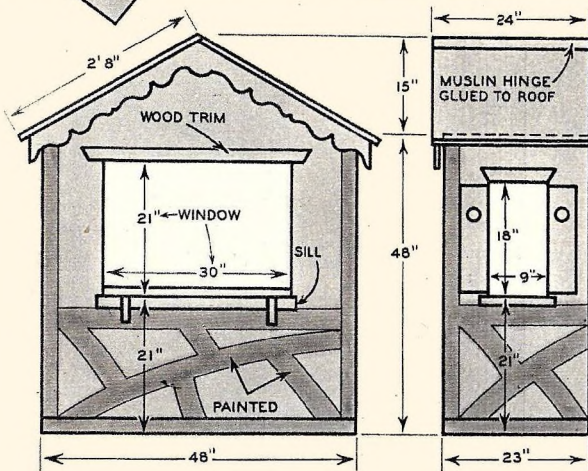 2' 8"
24"
15"
MUSLIN HINGE
GLUED TO ROOF
WOOD TRIM
21"
WINDOW
30"
SILL
48"
18"
9"
21"
21"
PAINTED
48"
23"